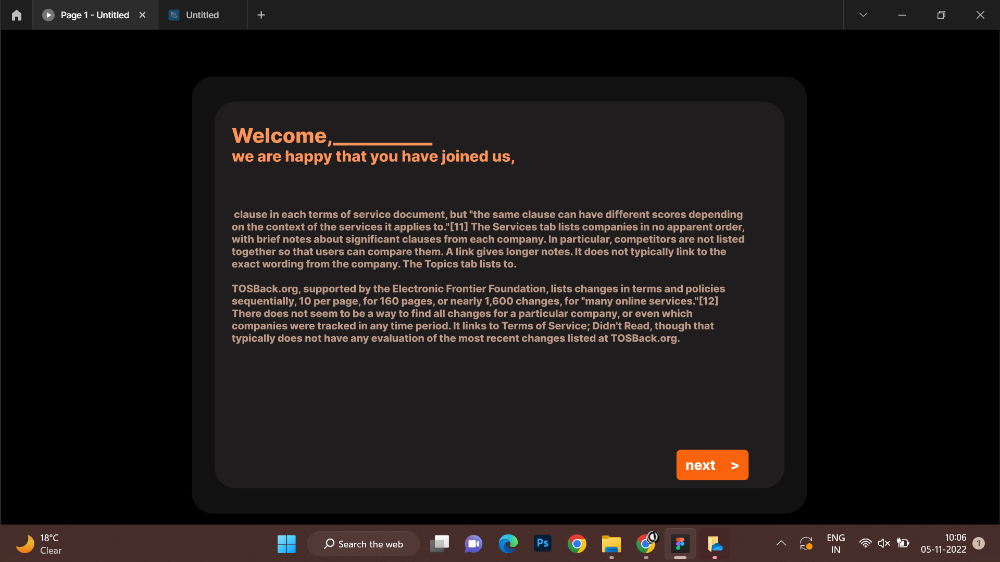 Page 1 - Untitled
Untitled
Welcome,__________
we are happy that you have joined us,
clause in each terms of service document, but "the same clause can have different scores depending
on the context of the services it applies to."[11] The Services tab lists companies in no apparent order,
with brief notes about significant clauses from each company. In particular, competitors are not listed
together so that users can compare them. A link gives longer notes. It does not typically link to the
exact wording from the company. The Topics tab lists to.
TOSBack.org, supported by the Electronic Frontier Foundation, lists changes in terms and policies
sequentially, 10 per page, for 160 pages, or nearly 1,600 changes, for "many online services."[12]
There does not seem to be a way to find all changes for a particular company, or even which
companies were tracked in any time period. It links to Terms of Service; Didn't Read, though that
typically does not have any evaluation of the most recent changes listed at TOSBack.org.
next >
18°C
Clear
Search the web
Ps
ENG
IN
10:06
05-11-2022
1